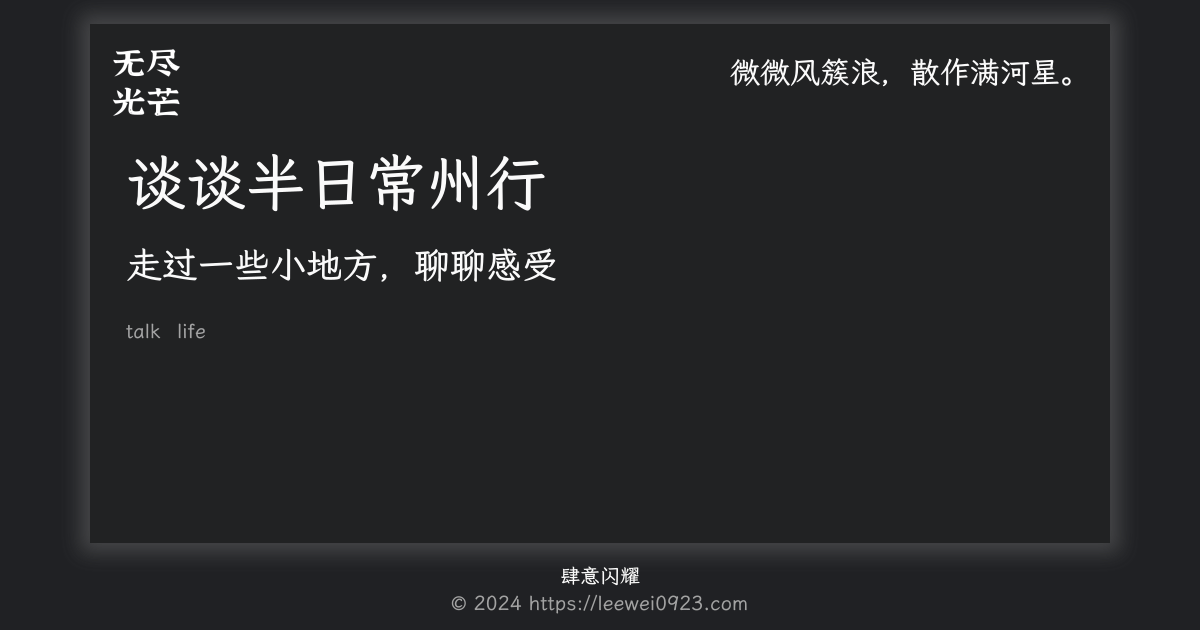 无尽
光芒
微微风簇浪，散作满河星。
谈谈半日常州行
走过一些小地方，聊聊感受
talk life
肆意闪耀
© 2024 https://leewei0923.com